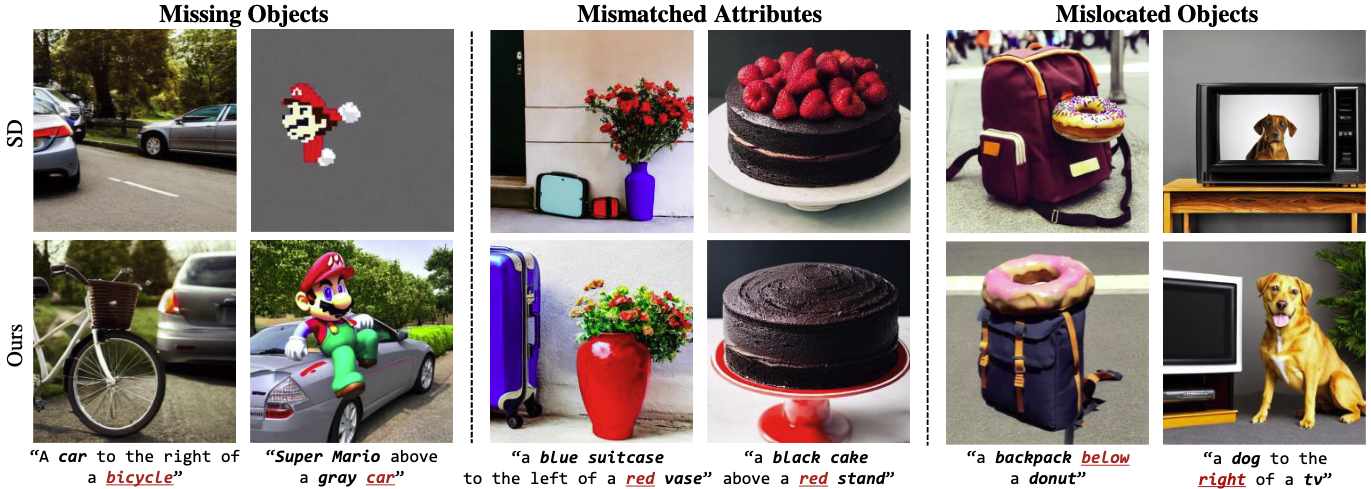 Missing Objects
Mismatched Attributes
Mislocated Objects
SD
Ours
“A car to the right of
a bicycle”
“Super Mario above
a gray car”
“a blue suitcase
to the left of a red vase”
“a black cake
above a red stand”
“a backpack below
a donut”
“a dog to the
right of a tv”